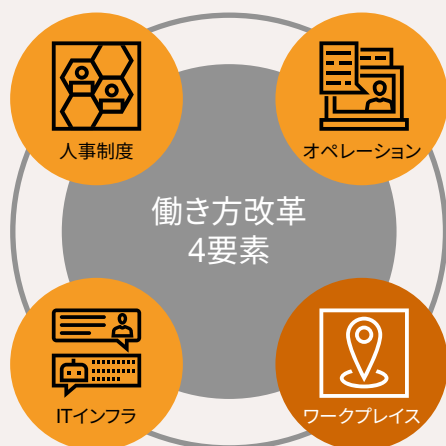 人事制度
オペレーション
働き方改革
4要素
ITインフラ
ワークプレイス